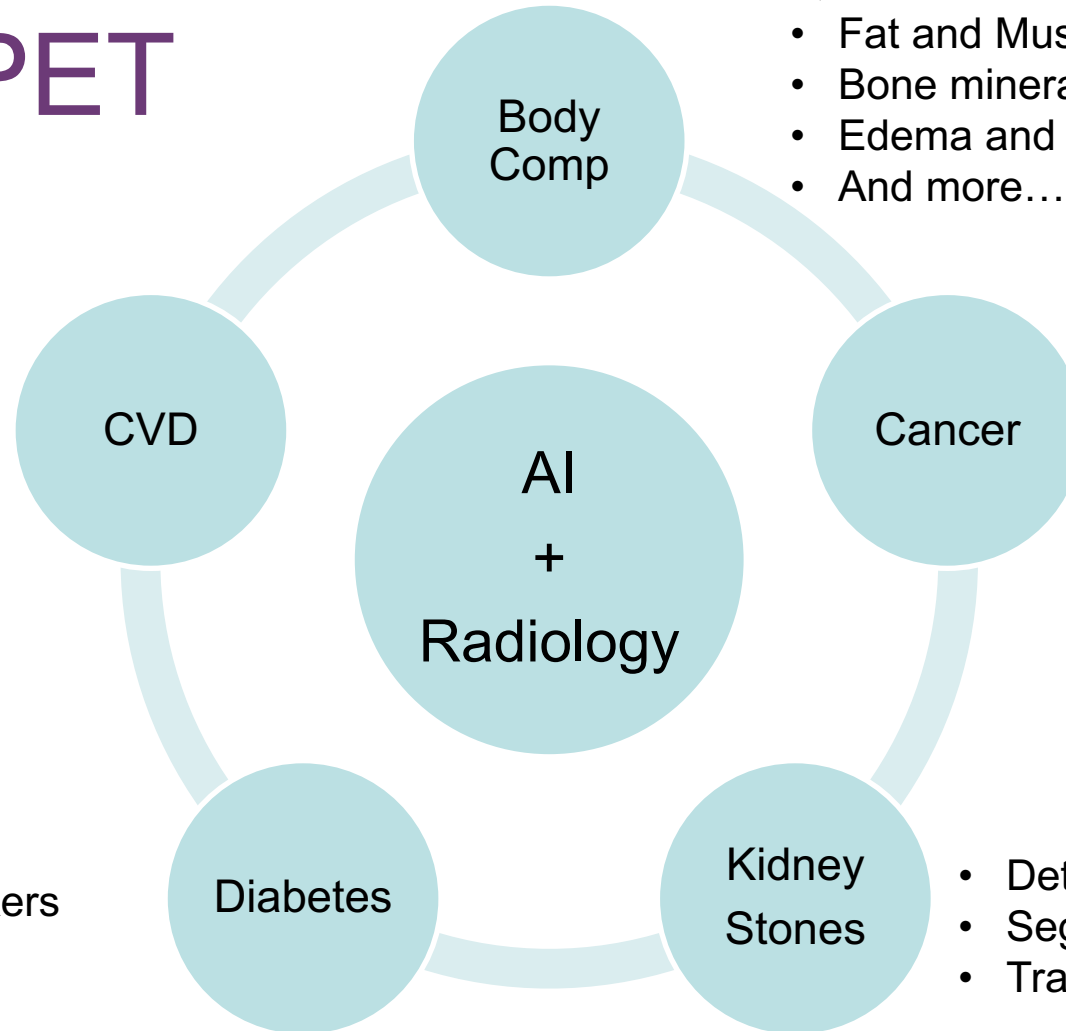 PET
• Fat and Mus
• Bone minera
• Edema and
• And more…
Body
Comp
CVD
Cancer
AI
+
Radiology
Diabetes
Kidney
Stones
ers
• Det
• Seg
• Tra